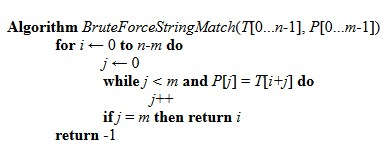 Algorithm BruteForceStringMatch(T[0...n-1], P[0...m-1])
for i ← 0 to n-m do
j ← 0
while j < m and P[j] = T[i+j] do
j++
if j = m then return i
return -1